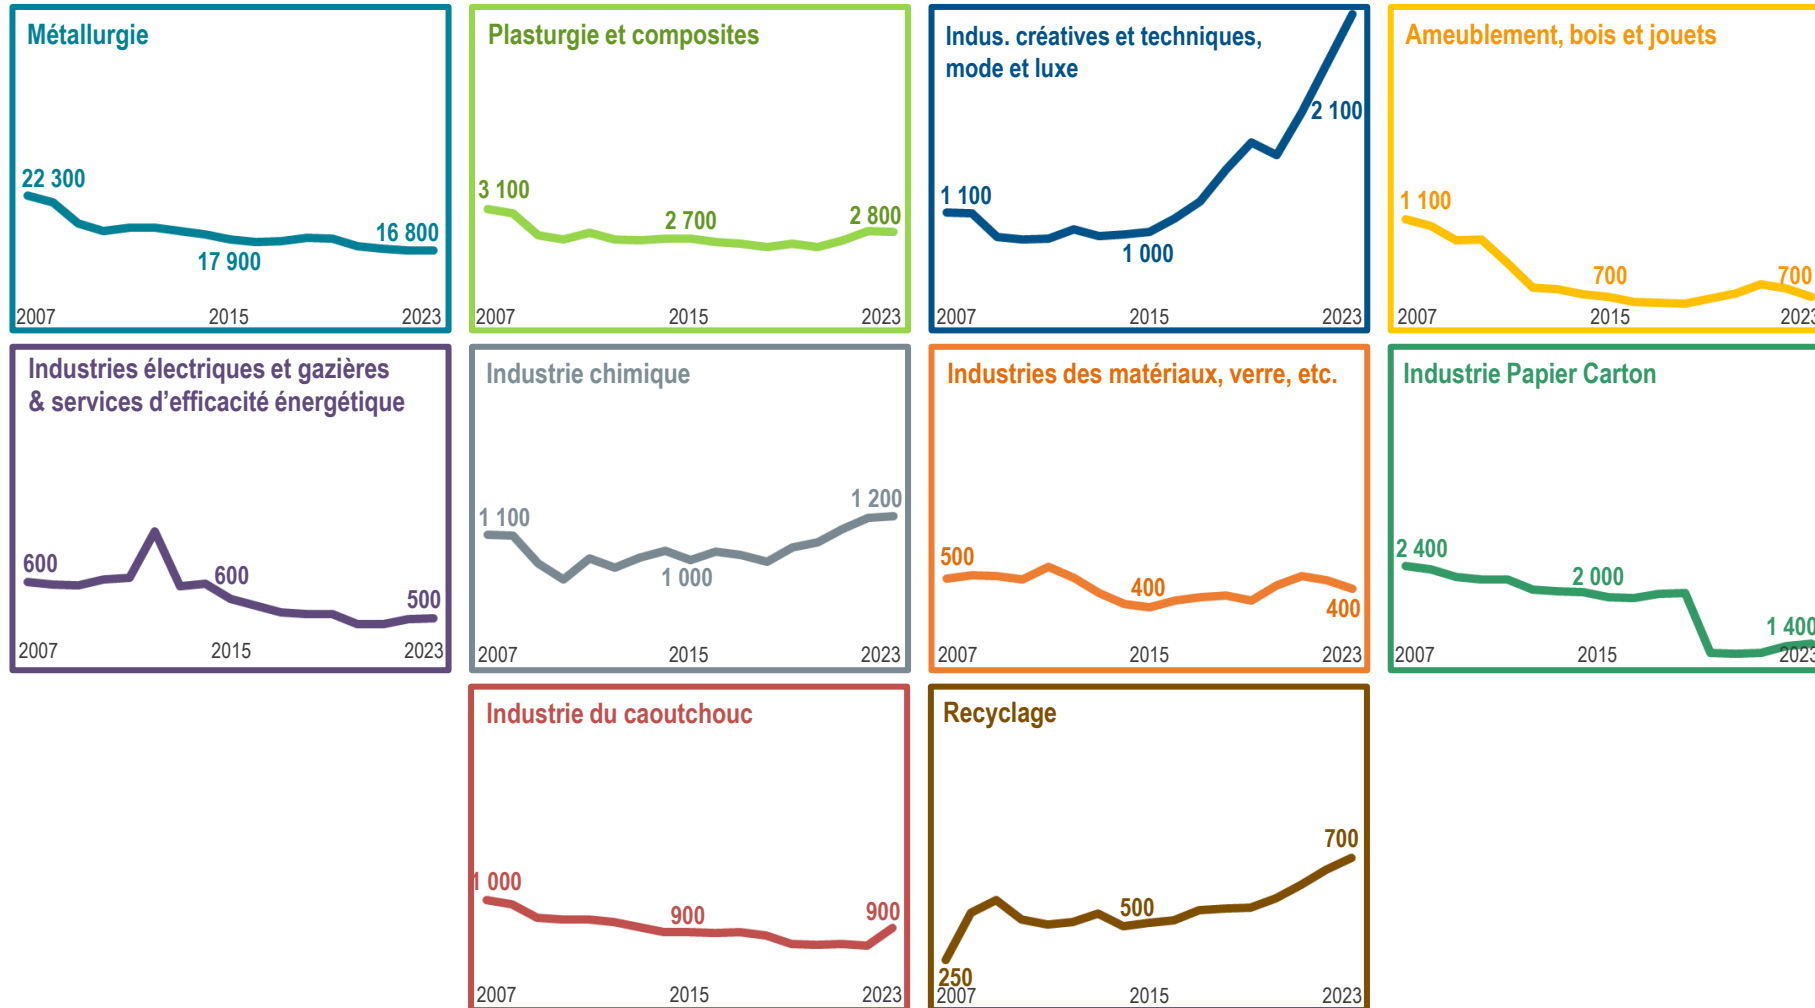 Métallurgie
22 300
17 900
16 800
2007 2015 2023
Plasturgie et composites
3 100
2 700
2 800
2007 2015 2023
Indus. créatives et techniques,
mode et luxe
2 100
1 100
1 000
2007 2015 2023
Ameublement, bois et jouets
1 100
700
700
2007 2015 2023
Industries électriques et gazières
& services d’efficacité énergétique
600
600
500
2007 2015 2023
Industrie chimique
1 100
1 000
1 200
2007 2015 2023
Industries des matériaux, verre, etc.
500
400
400
2007 2015 2023
Industrie Papier Carton
2 400
2 000
1 400
2007 2015 2023
Industrie du caoutchouc
1 000
900
900
2007 2015 2023
Recyclage
700
500
250
2007 2015 2023